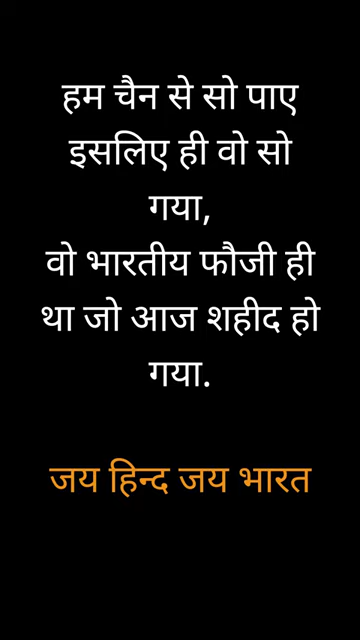 हम चैन से सो पाए
इसलिए ही वो सो
गया,
वो भारतीय फौजी ही
था जो आज शहीद हो
गया.
जय हिन्द जय भारत